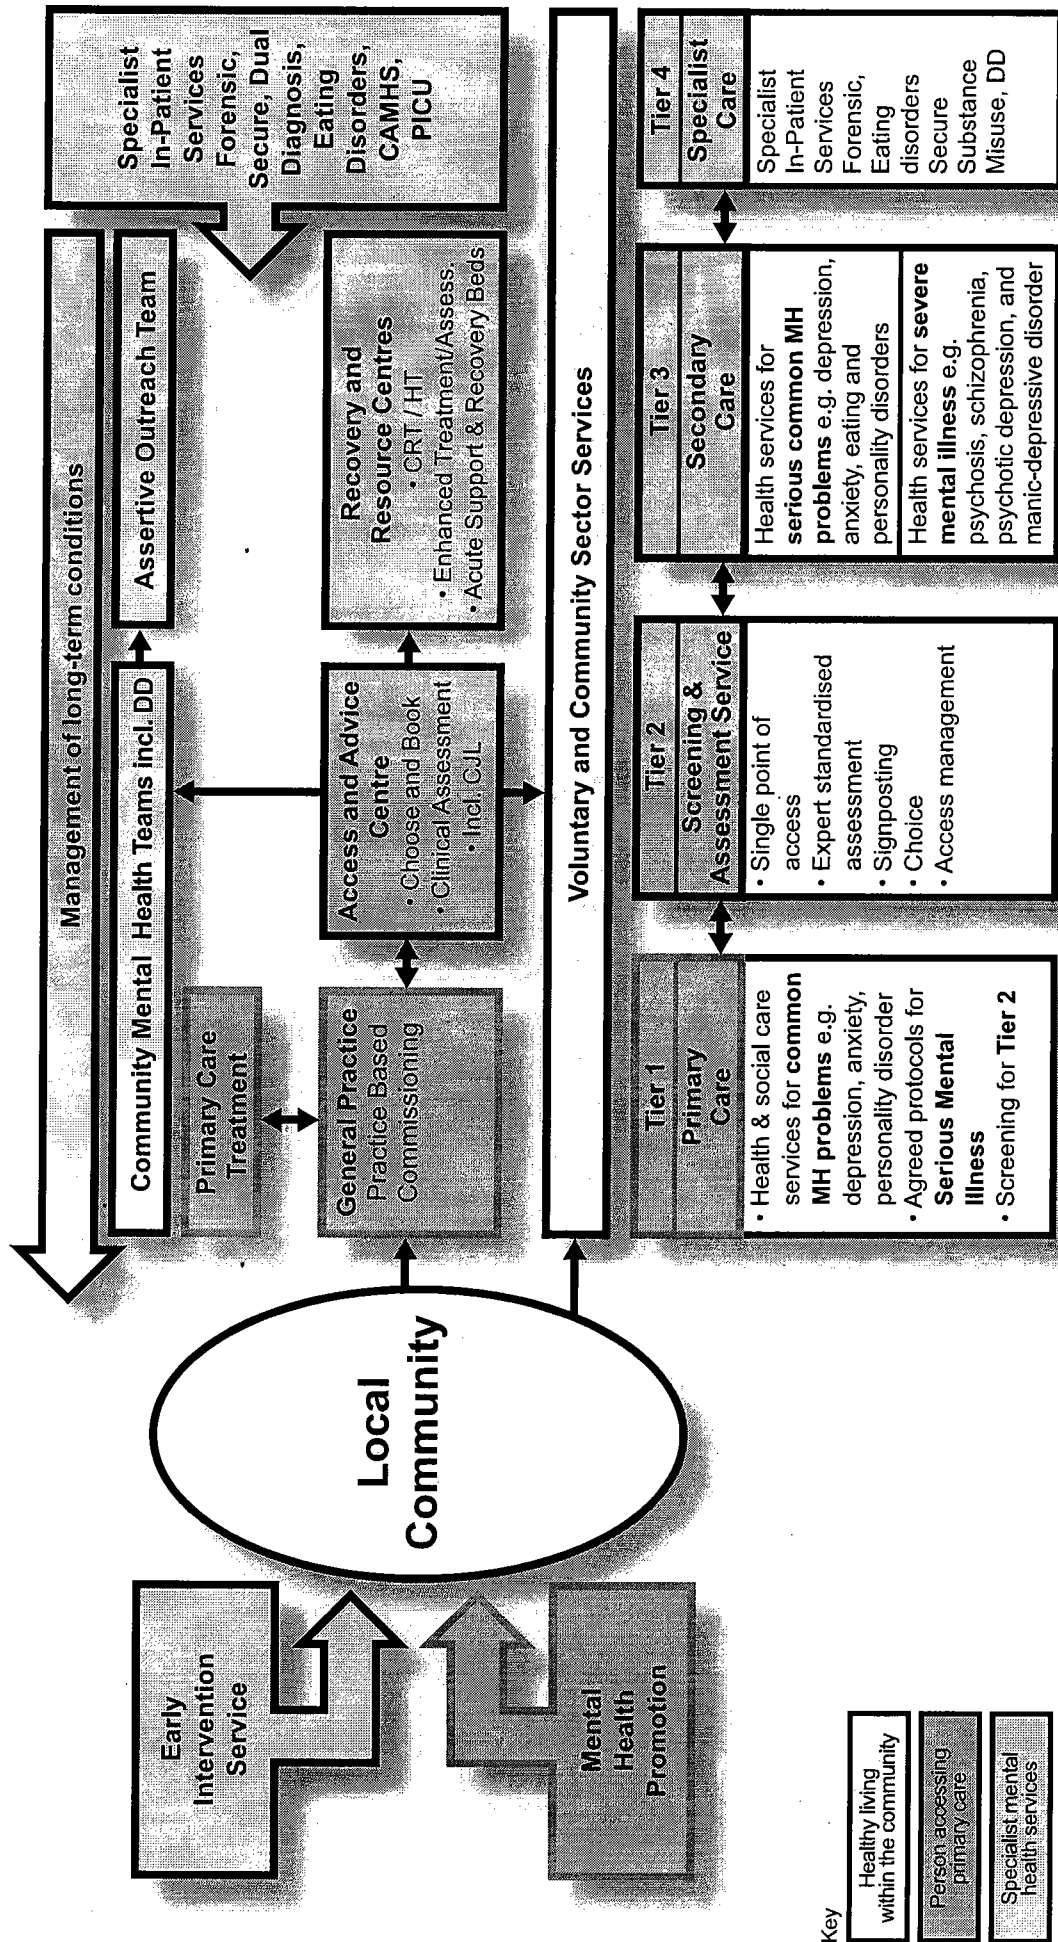 Management of long-term conditions
Community Mental Health Teams incl. DD
Assertive Outreach Team
Specialist
In-Patient
Services
Forensic,
Secure, Dual
Diagnosis,
Eating
Disorders,
CAMHS,
PICU
Early
Intervention
Service
Mental
Health
Promotion
Local
Community
Primary Care
Treatment
General Practice
Practice Based
Commissioning
Access and Advice
Centre
• Choose and Book
• Clinical Assessment
• Incl. CJL
Recovery and
Resource Centres
• CRT / HT
• Enhanced Treatment/Assess.
• Acute Support & Recovery Beds
Voluntary and Community Sector Services
Tier 1
Primary
Care
• Health & social care
services for common
MH problems e.g.
depression, anxiety,
personality disorder
• Agreed protocols for
Serious Mental
Illness
• Screening for Tier 2
Tier 2
Screening &
Assessment Service
• Single point of
access
• Expert standardised
assessment
• Signposting
• Choice
• Access management
Tier 3
Secondary
Care
Health services for
serious common MH
problems e.g. depression,
anxiety, eating and
personality disorders
Health services for severe
mental illness e.g.
psychosis, schizophrenia,
psychotic depression, and
manic-depressive disorder
Tier 4
Specialist
Care
Specialist
In-Patient
Services
Forensic,
Eating
disorders
Secure
Substance
Misuse, DD
Key
Healthy living
within the community
Person accessing
primary care
Specialist mental
health services